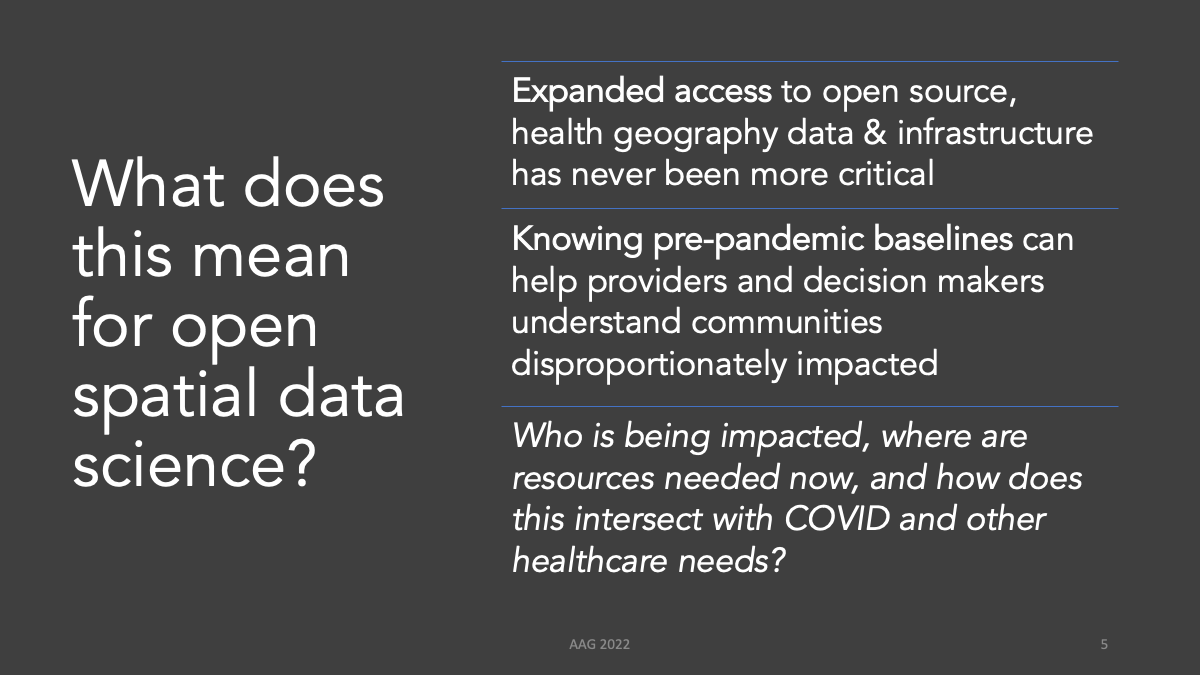 What does
this mean
for open
spatial data
science?
Expanded access to open source,
health geography data & infrastructure
has never been more critical
Knowing pre-pandemic baselines can
help providers and decision makers
understand communities
disproportionately impacted
Who is being impacted, where are
resources needed now, and how does
this intersect with COVID and other
healthcare needs?
AAG 2022
5